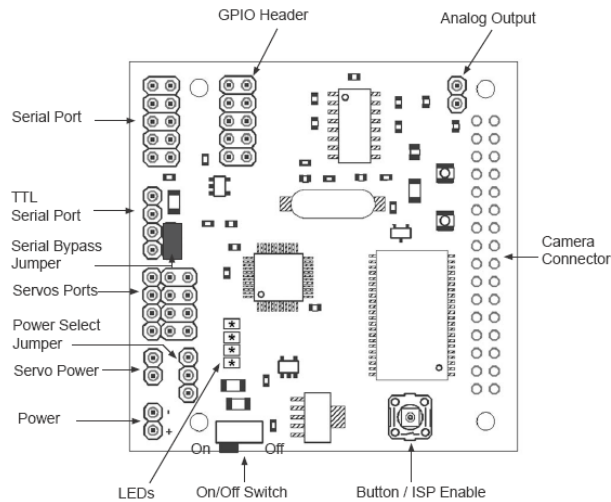 GPIO Header
Analog Output
Serial Port
TTL
Serial Port
Serial Bypass
Jumper
Servos Ports
Camera
Connector
Power Select
Jumper
Servo Power
Power
-
+
On
Off
LEDs
On/Off Switch
Button / ISP Enable